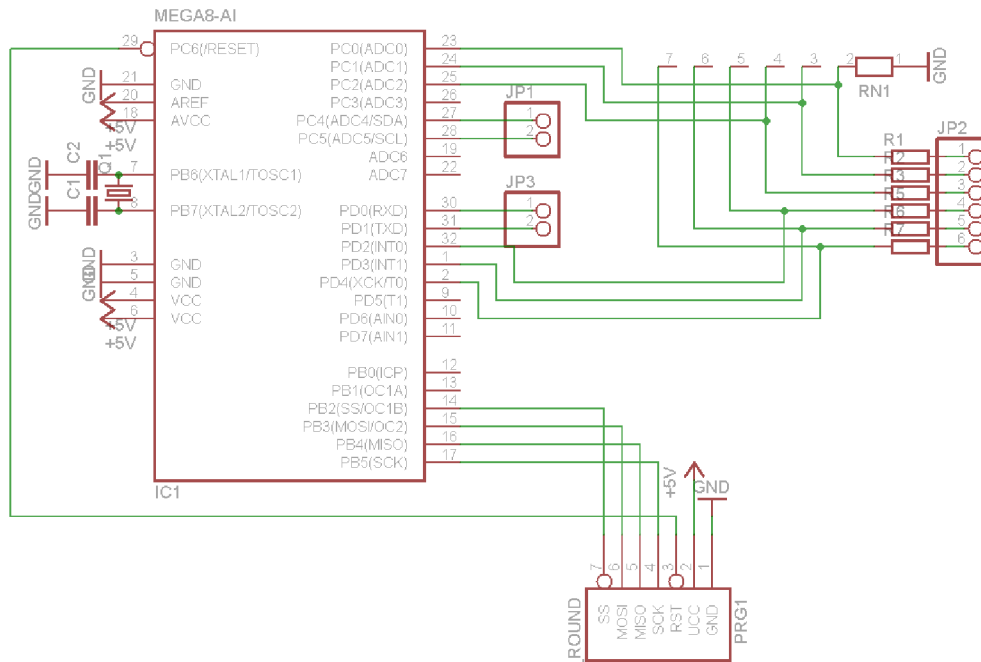 MEGA8-AI
29 PC6(/RESET)
GND 21 GND
20 AREF
18 AVCC
+5V
+5V
C2
Q1
GND 7 PB6(XTAL1/TOSC1)
C1
GND 8 PB7(XTAL2/TOSC2)
GND 3 GND
GND 5 GND
4 VCC
6 VCC
+5V
+5V
PC0(ADC0) 23
PC1(ADC1) 24
PC2(ADC2) 25
PC3(ADC3) 26
PC4(ADC4/SDA) 27
PC5(ADC5/SCL) 28
ADC6 19
ADC7 22
PD0(RXD) 30
PD1(TXD) 31
PD2(INT0) 32
PD3(INT1) 1
PD4(XCK/T0) 2
PD5(T1) 9
PD6(AIN0) 10
PD7(AIN1) 11
PB0(ICP) 12
PB1(OC1A) 13
PB2(SS/OC1B) 14
PB3(MOSI/OC2) 15
PB4(MISO) 16
PB5(SCK) 17
IC1
JP1
1
2
JP3
1
2
7 6 5 4 3 2 1
RN1
GND
R1
R2
R3
R5
R6
R7
JP2
1
2
3
4
5
6
+5V
GND
7 6 5 4 3 2 1
SS MOSI MISO SCK RST UCC GND
ROUND
PRG1